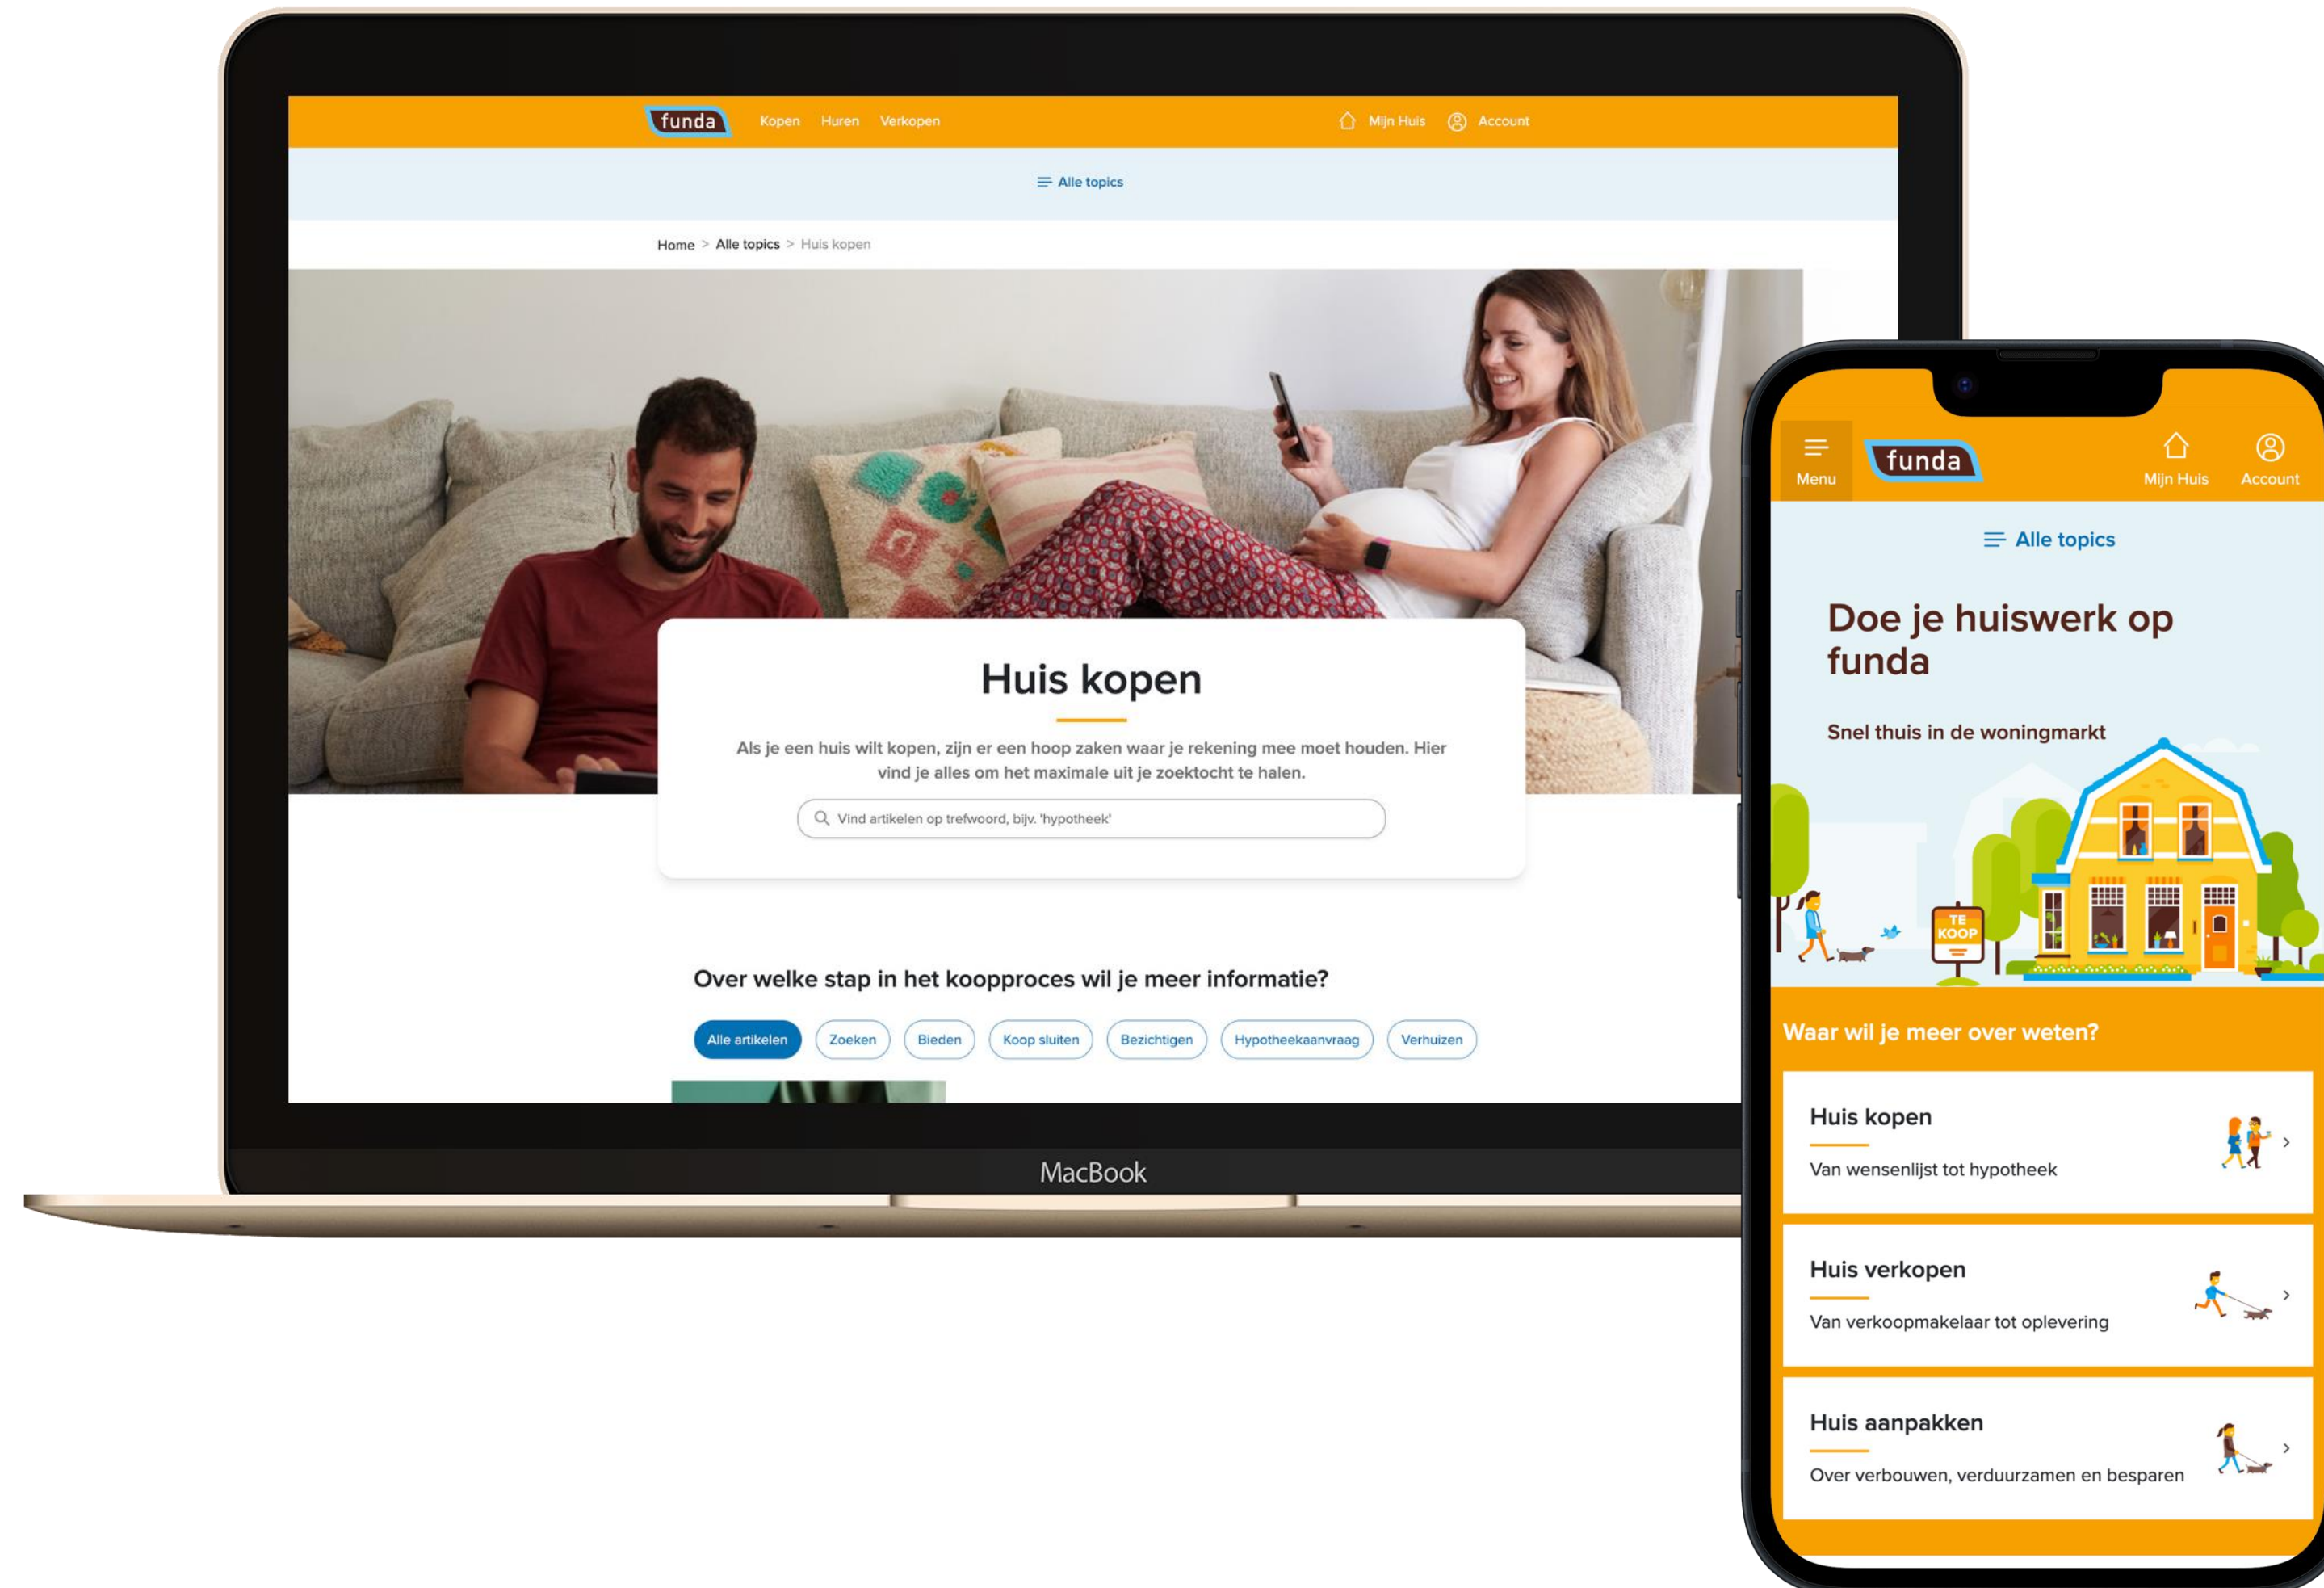 funda
Kopen Huren Verkopen
Mijn Huis Account
Alle topics
Home > Alle topics > Huis kopen
Huis kopen
Als je een huis wilt kopen, zijn er een hoop zaken waar je rekening mee moet houden. Hier
vind je alles om het maximale uit je zoektocht te halen.
Vind artikelen op trefwoord, bijv. 'hypotheek'
Over welke stap in het koopproces wil je meer informatie?
Alle artikelen Zoeken Bieden Koop sluiten Bezichtigen Hypotheekaanvraag Verhuizen
MacBook
Menu
funda
Mijn Huis Account
Alle topics
Doe je huiswerk op
funda
Snel thuis in de woningmarkt
TE
KOOP
Waar wil je meer over weten?
Huis kopen
Van wensenlijst tot hypotheek
Huis verkopen
Van verkoopmakelaar tot oplevering
Huis aanpakken
Over verbouwen, verduurzamen en besparen